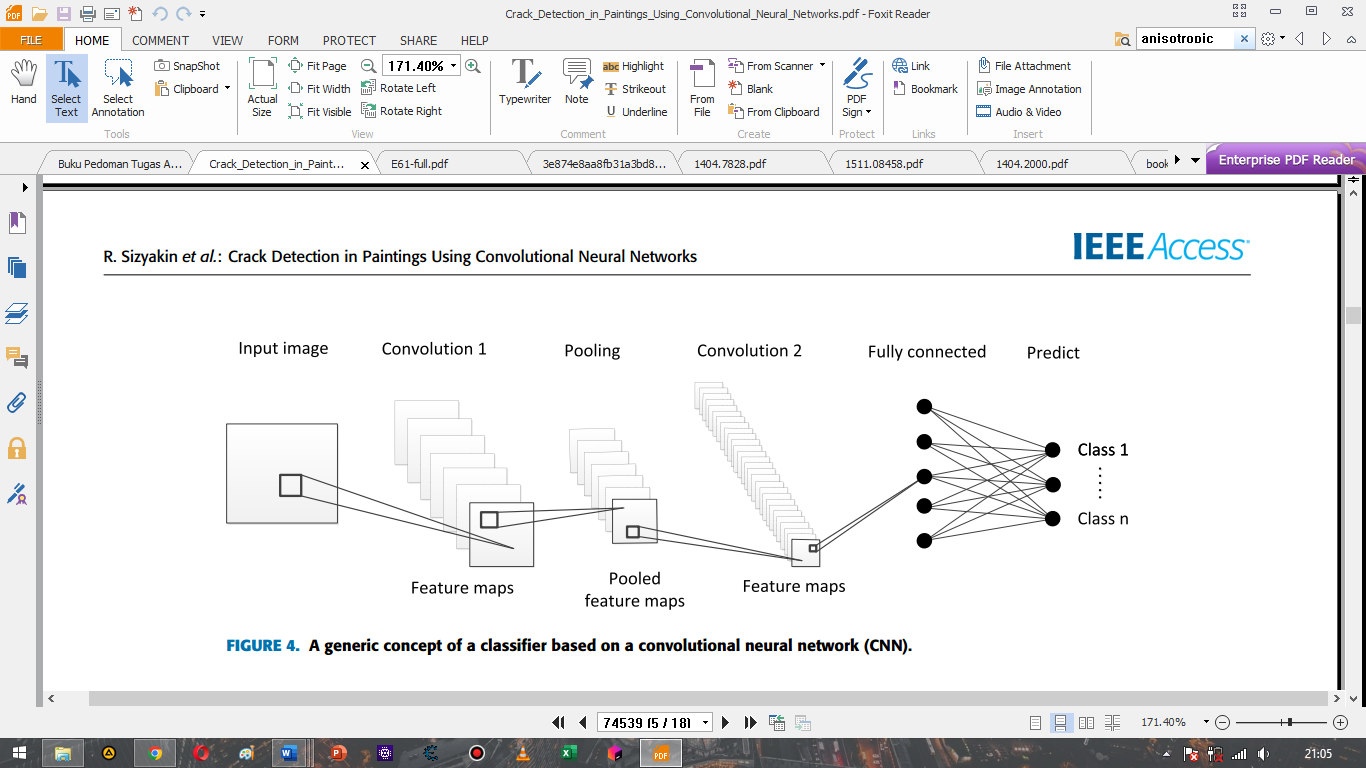 Crack_Detection_in_Paintings_Using_Convolutional_Neural_Networks.pdf - Foxit Reader
FILE HOME COMMENT VIEW FORM PROTECT SHARE HELP anisotropic
Hand
Select Text
Select Annotation
SnapShot
Clipboard
Tools
Actual Size
Fit Page
Fit Width
Fit Visible
171.40%
Rotate Left
Rotate Right
View
Typewriter
Note
abc Highlight
Strikeout
Underline
Comment
From File
From Scanner
Blank
From Clipboard
Create
PDF Sign
Protect
Link
Bookmark
Links
File Attachment
Image Annotation
Audio & Video
Insert
Buku Pedoman Tugas A... Crack_Detection_in_Paint... E61-full.pdf 3e874e8aa8fb31a3bd8... 1404.7828.pdf 1511.08458.pdf 1404.2000.pdf book Enterprise PDF Reader
R. Sizyakin et al.: Crack Detection in Paintings Using Convolutional Neural Networks
IEEE Access
Input image Convolution 1 Pooling Convolution 2 Fully connected Predict
Class 1
Class n
Feature maps
Pooled
feature maps
Feature maps
FIGURE 4. A generic concept of a classifier based on a convolutional neural network (CNN).
74539 (5 / 18) 171.40%
21:05